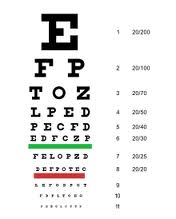 E 1 20/200
F P 2 20/100
T O Z 3 20/70
L P E D 4 20/50
P E C F D 5 20/40
E D F C Z P 6 20/30
F E L O P Z D 7 20/25
D E F P O T E C 8 20/20
9
10
11